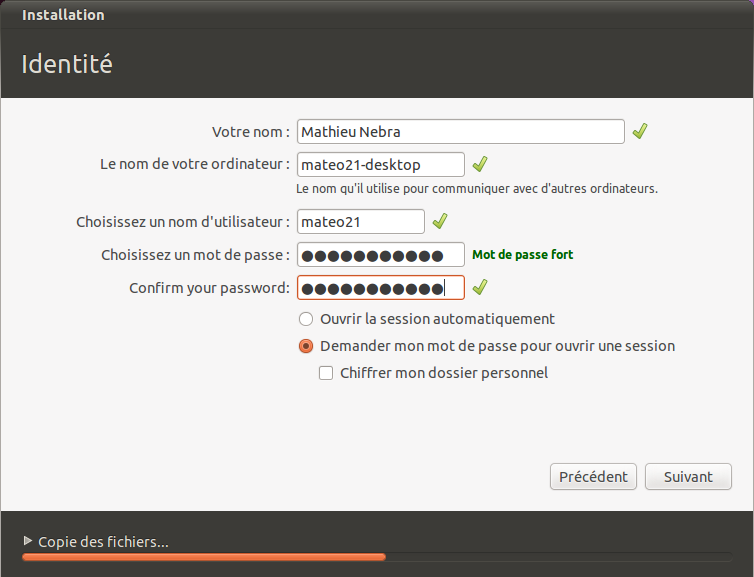 Installation
Identité
Votre nom : Mathieu Nebra
Le nom de votre ordinateur : mateo21-desktop
Le nom qu'il utilise pour communiquer avec d'autres ordinateurs.
Choisissez un nom d'utilisateur : mateo21
Choisissez un mot de passe : ●●●●●●●●●●● Mot de passe fort
Confirm your password: ●●●●●●●●●●●
Ouvrir la session automatiquement
Demander mon mot de passe pour ouvrir une session
Chiffrer mon dossier personnel
Précédent Suivant
Copie des fichiers...